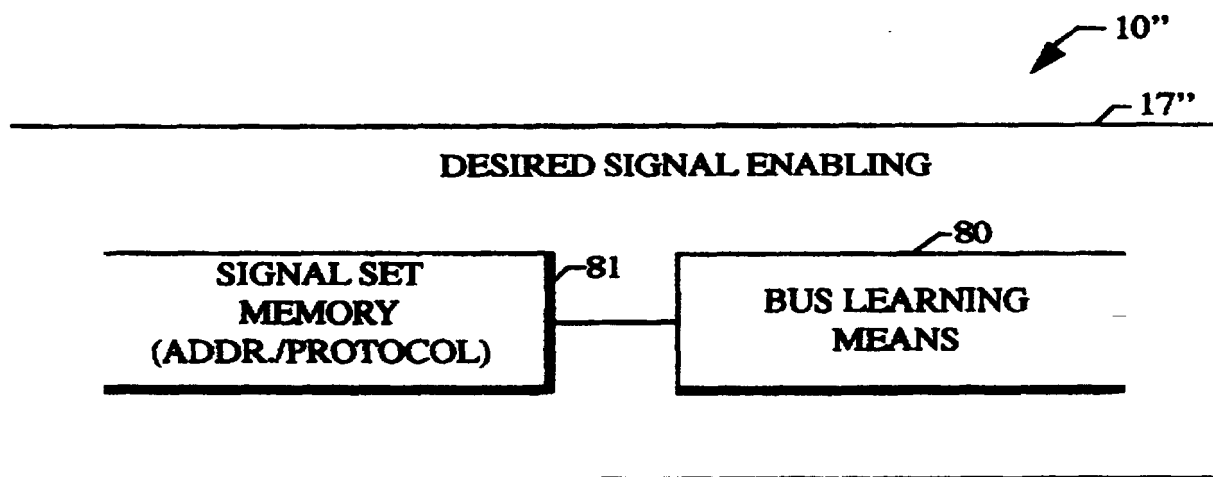 10”
17”
DESIRED SIGNAL ENABLING
80
SIGNAL SET
MEMORY
(ADDR./PROTOCOL)
81
BUS LEARNING
MEANS